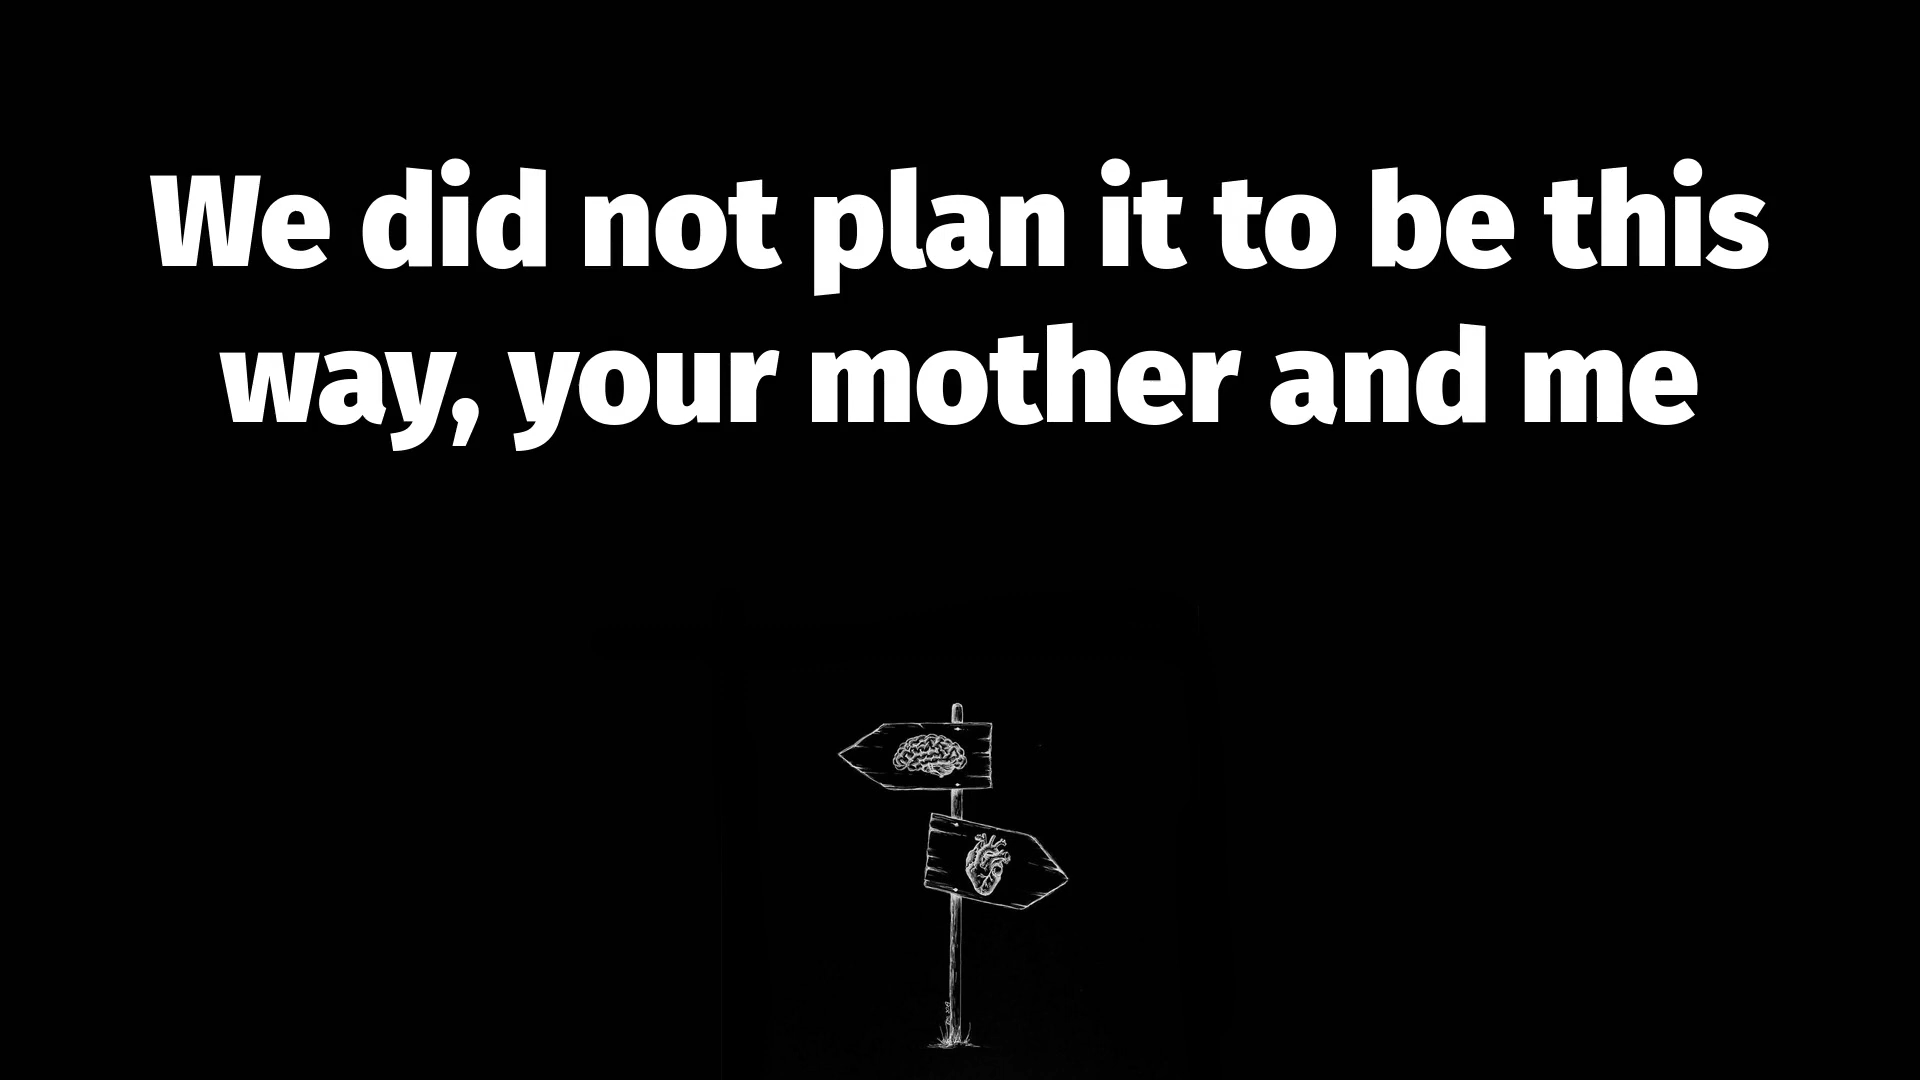 We did not plan it to be this
way, your mother and me